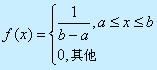 f(x) = { 1/(b-a), a ≤ x ≤ b
0,其他